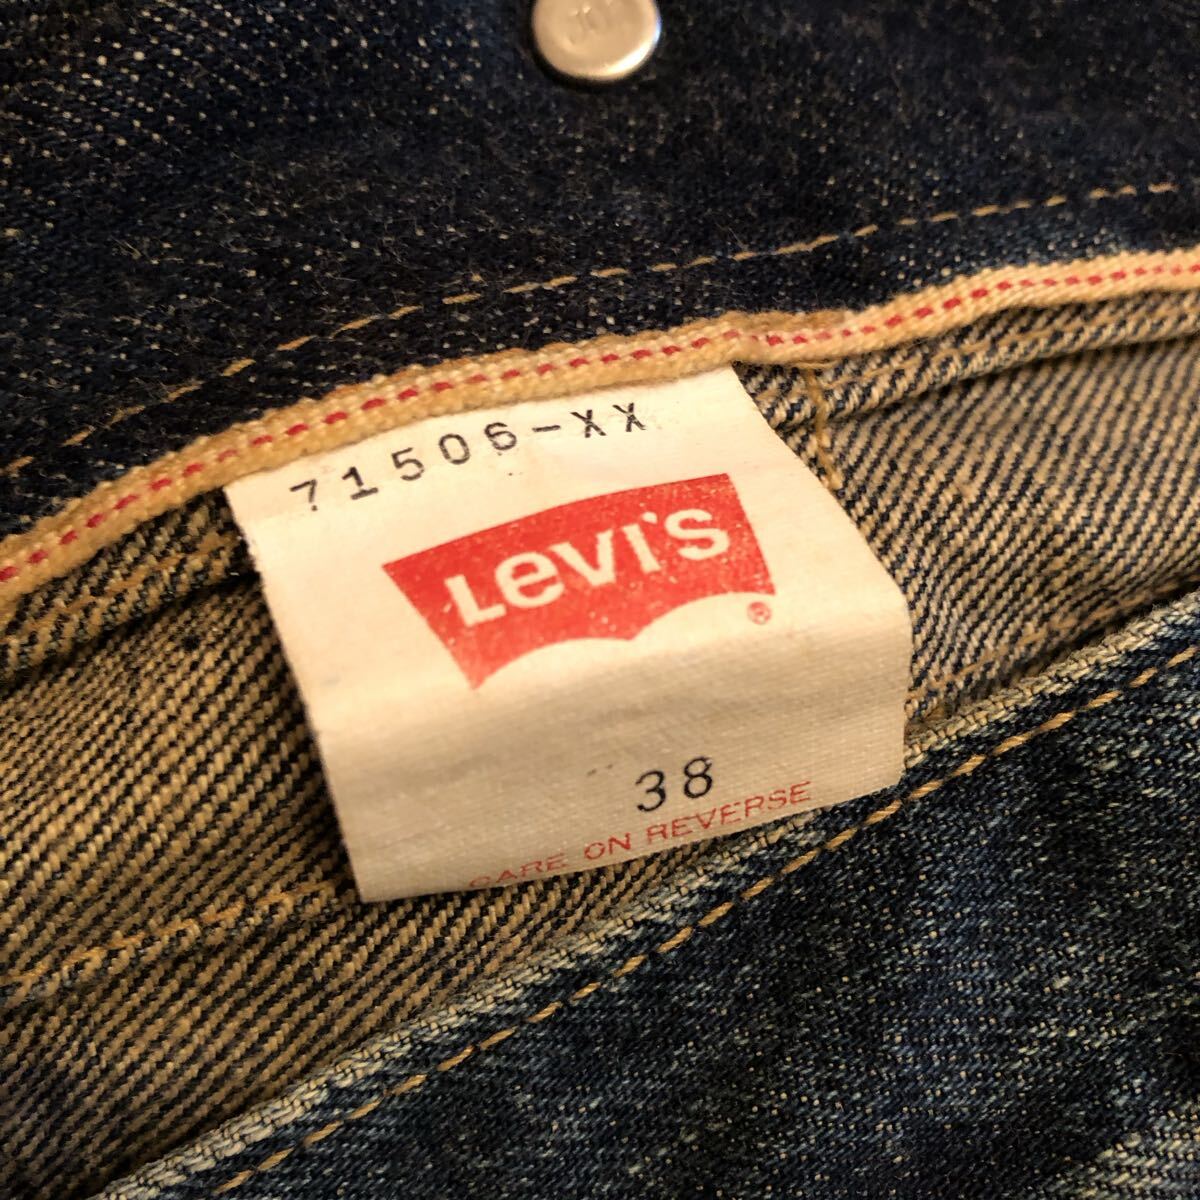 71506-XX
LEVI'S
®
38
CARE ON REVERSE